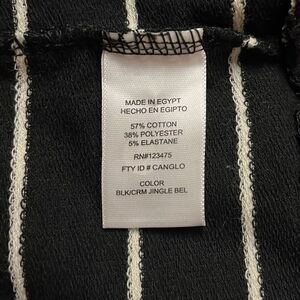 MADE IN EGYPT
HECHO EN EGIPTO
57% COTTON
38% POLYESTER
5% ELASTANE
RN#123475
FTY ID # CANGLO
COLOR
BLK/CRM JINGLE BEL